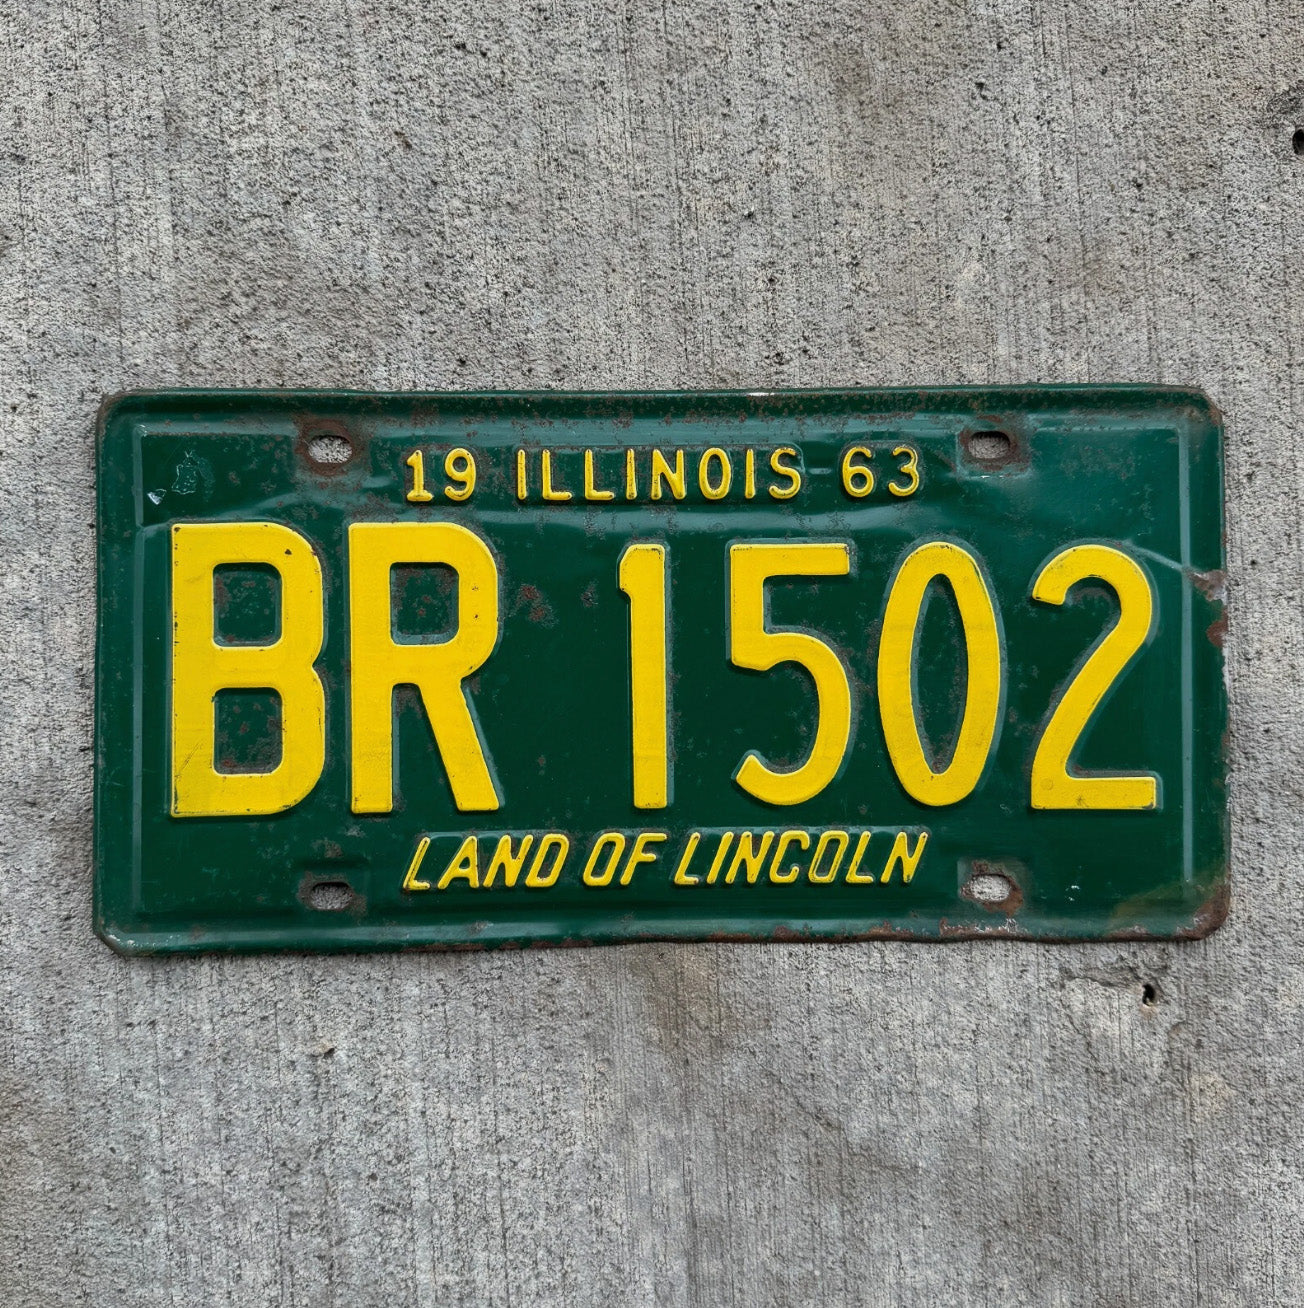 19 ILLINOIS 63
BR 1502
LAND OF LINCOLN